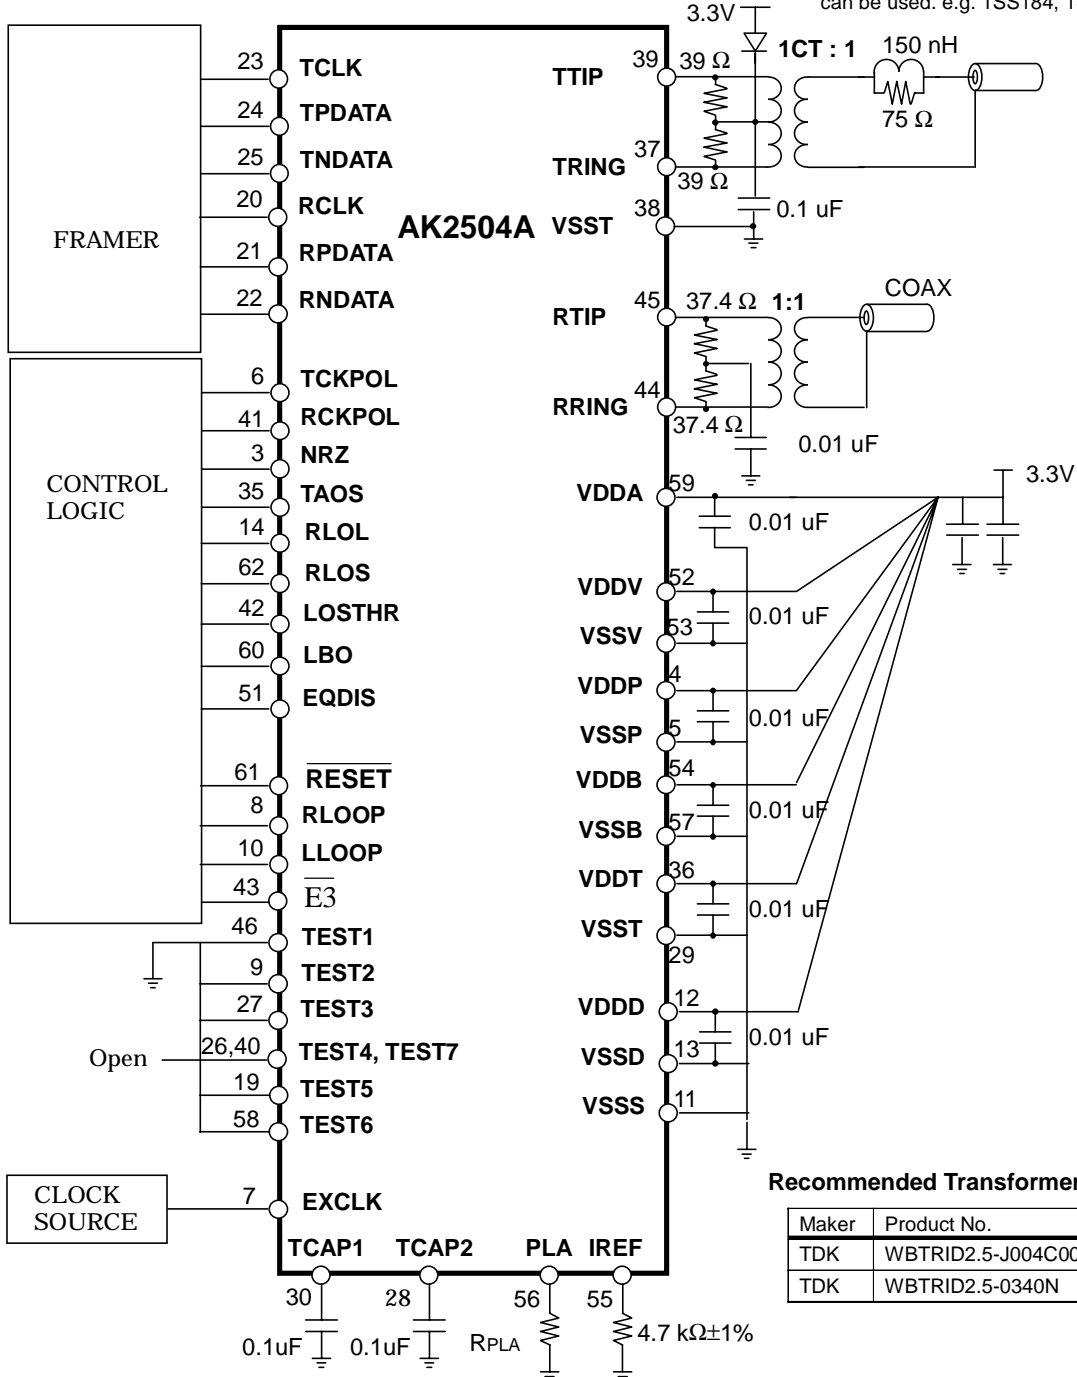 can be used. e.g. 1SS184, 1
3.3V
1CT : 1
150 nH
75 Ω
FRAMER
23 TCLK
24 TPDATA
25 TNDATA
20 RCLK
21 RPDATA
22 RNDATA
AK2504A
TTIP 39 39 Ω
TRING 37 39 Ω
VSST 38
0.1 uF
RTIP 45 37.4 Ω 1:1
COAX
RRING 44 37.4 Ω
0.01 uF
CONTROL
LOGIC
6 TCKPOL
41 RCKPOL
3 NRZ
35 TAOS
14 RLOL
62 RLOS
42 LOSTHR
60 LBO
51 EQDIS
61 RESET
8 RLOOP
10 LLOOP
43 E3
46 TEST1
9 TEST2
27 TEST3
Open 26,40 TEST4, TEST7
19 TEST5
58 TEST6
VDDA 59
3.3V
0.01 uF
VDDV 52
0.01 uF
VSSV 53
VDDP 4
0.01 uF
VSSP 5
VDDB 54
0.01 uF
VSSB 57
VDDT 36
0.01 uF
VSST 29
VDDD 12
0.01 uF
VSSD 13
VSSS 11
CLOCK
SOURCE
7 EXCLK
TCAP1 TCAP2 PLA IREF
30 28 56 55
0.1uF 0.1uF RPLA 4.7 kΩ±1%
Recommended Transformer
Maker Product No.
TDK WBTRID2.5-J004C00
TDK WBTRID2.5-0340N